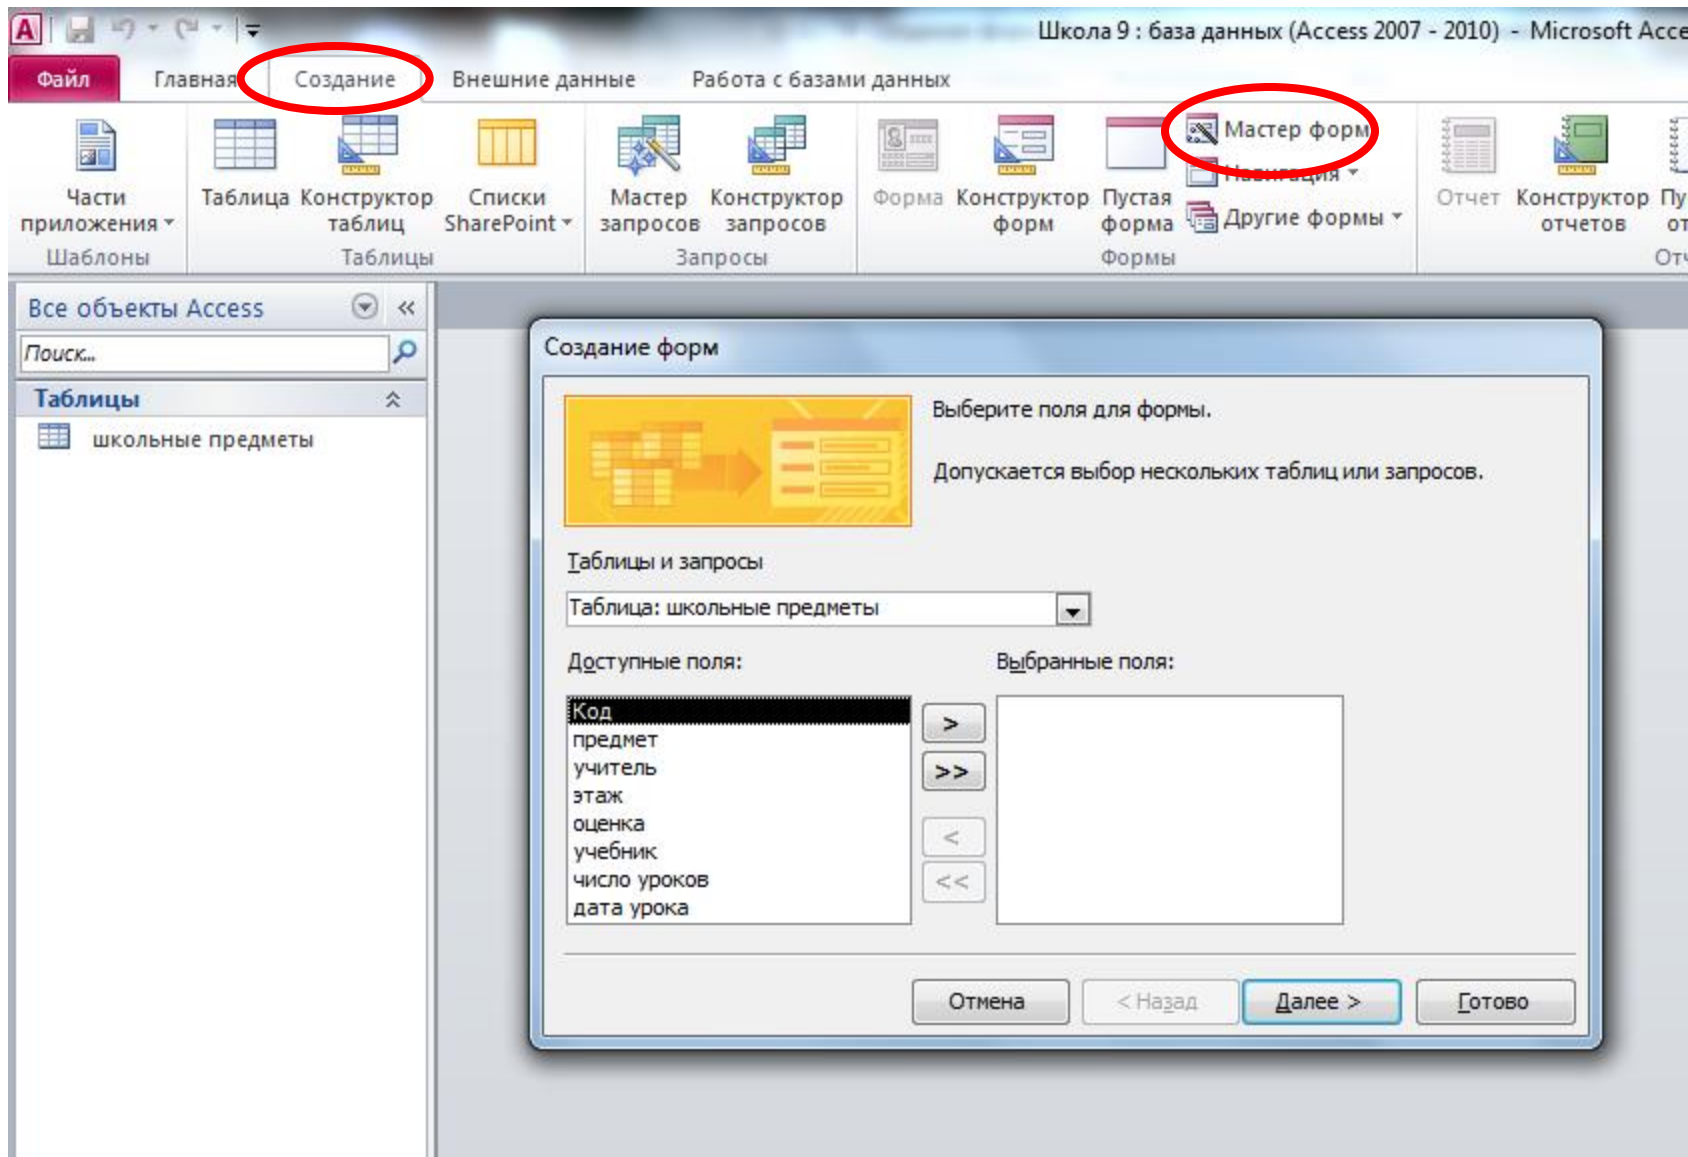 Школа 9 : база данных (Access 2007 - 2010) - Microsoft Acce
Файл Главная Создание Внешние данные Работа с базами данных
Части приложения
Таблица
Конструктор таблиц
Списки SharePoint
Мастер запросов
Конструктор запросов
Форма
Конструктор форм
Пустая форма
Мастер форм
Навигация
Другие формы
Отчет
Конструктор отчетов
Пу
от
Шаблоны Таблицы Запросы Формы Отч
Все объекты Access «
Поиск...
Таблицы
школьные предметы
Создание форм
Выберите поля для формы.
Допускается выбор нескольких таблиц или запросов.
Таблицы и запросы
Таблица: школьные предметы
Доступные поля: Выбранные поля:
Код
предмет
учитель
этаж
оценка
учебник
число уроков
дата урока
>
>>
<
<<
Отмена < Назад Далее > Готово